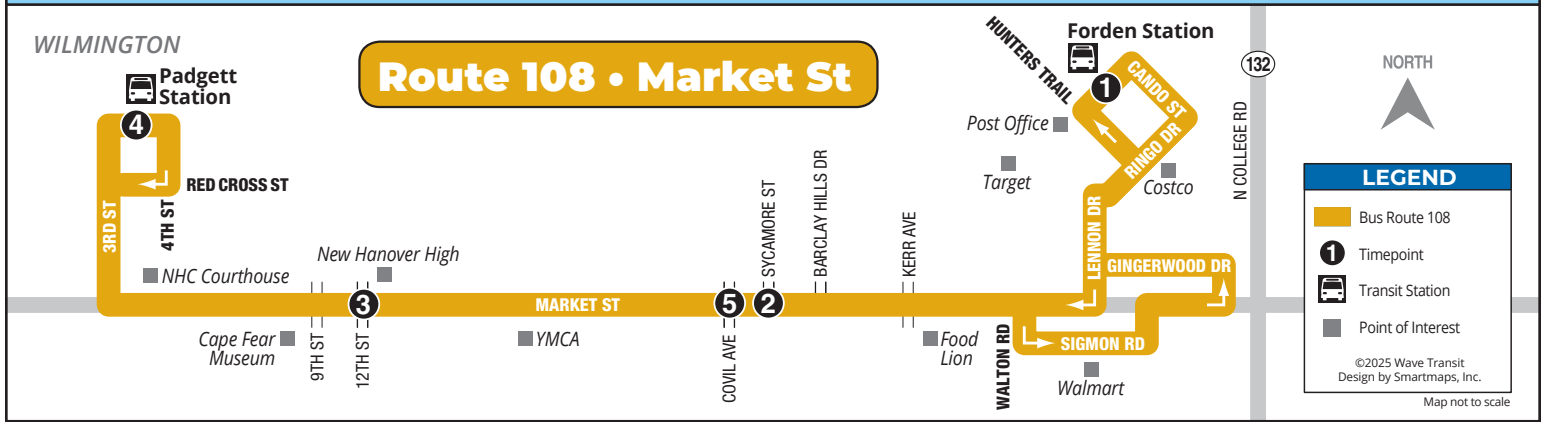 WILMINGTON
Padgett
Station
4
RED CROSS ST
3RD ST
4TH ST
NHC Courthouse
New Hanover High
Route 108 • Market St
Cape Fear
Museum
9TH ST
3
12TH ST
YMCA
MARKET ST
5
COVIL AVE
2
SYCAMORE ST
BARCLAY HILLS DR
KERR AVE
Food
Lion
Forden Station
HUNTERS TRAIL
1
CANDO ST
RINGO DR
Post Office
Target
Costco
LENNON DR
GINGERWOOD DR
WALTON RD
SIGMON RD
Walmart
132
N COLLEGE RD
NORTH
LEGEND
Bus Route 108
1
Timepoint
Transit Station
Point of Interest
©2025 Wave Transit
Design by Smartmaps, Inc.
Map not to scale